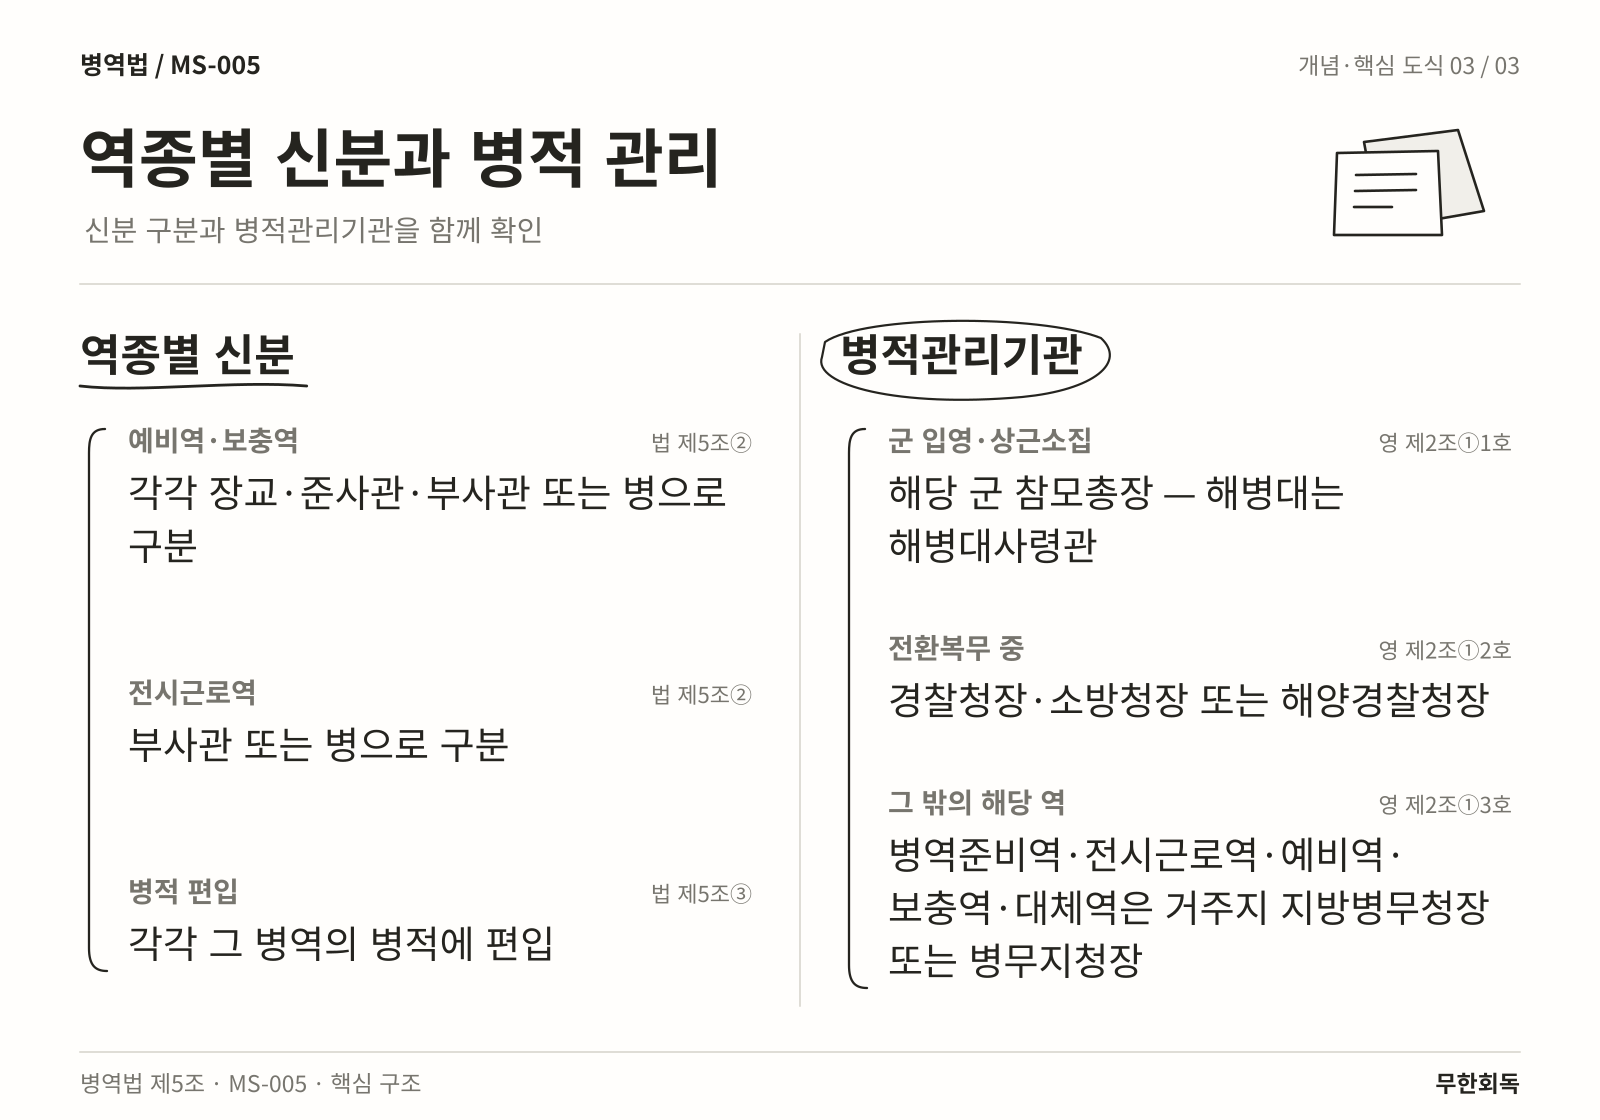 병역법 / MS-005
개념·핵심 도식 03 / 03
역종별 신분과 병적 관리
신분 구분과 병적관리기관을 함께 확인
역종별 신분
예비역·보충역
법 제5조②
각각 장교·준사관·부사관 또는 병으로
구분
전시근로역
법 제5조②
부사관 또는 병으로 구분
병적 편입
법 제5조③
각각 그 병역의 병적에 편입
병적관리기관
군 입영·상근소집
영 제2조①1호
해당 군 참모총장 — 해병대는
해병대사령관
전환복무 중
영 제2조①2호
경찰청장·소방청장 또는 해양경찰청장
그 밖의 해당 역
영 제2조①3호
병역준비역·전시근로역·예비역·
보충역·대체역은 거주지 지방병무청장
또는 병무지청장
병역법 제5조 · MS-005 · 핵심 구조
무한회독